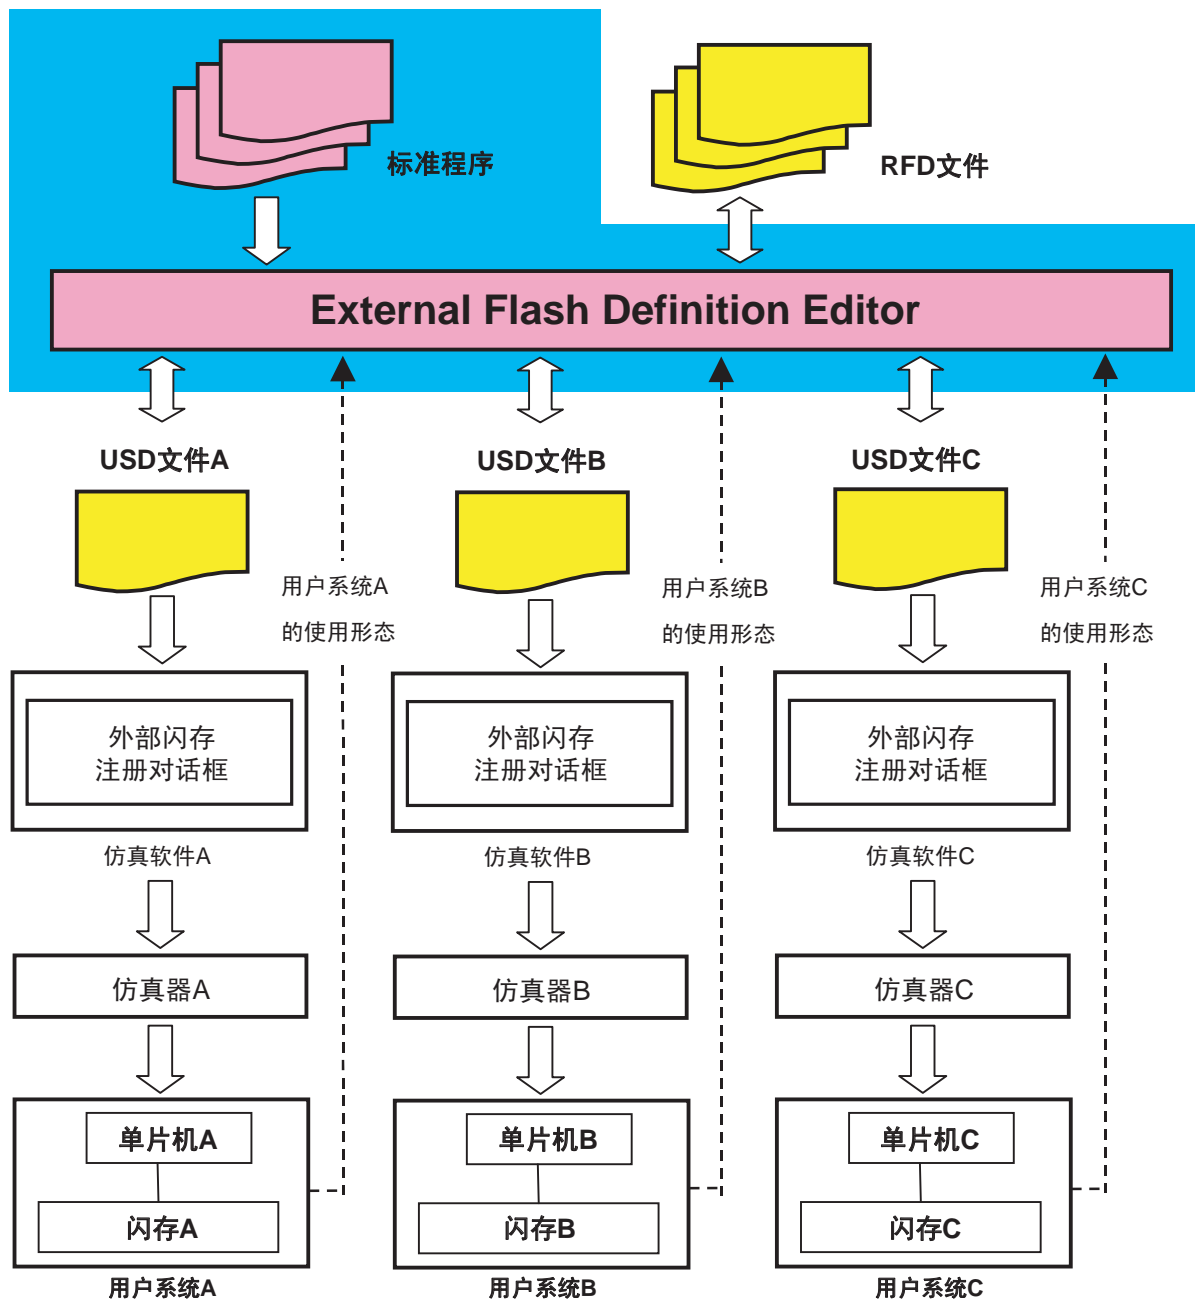 标准程序
RFD文件
External Flash Definition Editor
USD文件A
USD文件B
USD文件C
用户系统A
的使用形态
用户系统B
的使用形态
用户系统C
的使用形态
外部闪存
注册对话框
外部闪存
注册对话框
外部闪存
注册对话框
仿真软件A
仿真软件B
仿真软件C
仿真器A
仿真器B
仿真器C
单片机A
单片机B
单片机C
闪存A
闪存B
闪存C
用户系统A
用户系统B
用户系统C